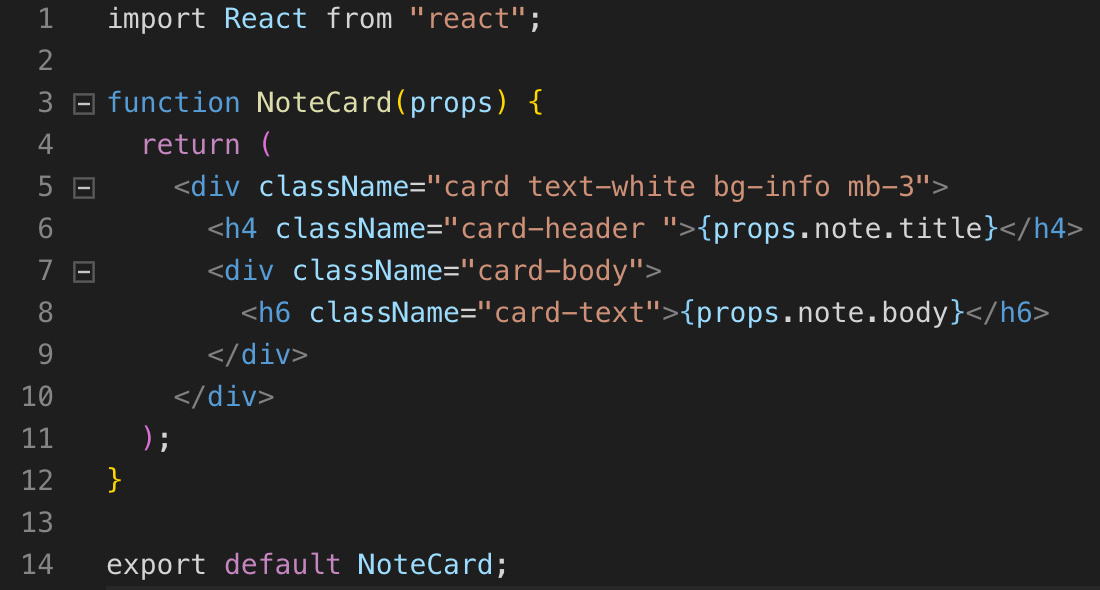 1 import React from "react";
2
3 function NoteCard(props) {
4   return (
5     <div className="card text-white bg-info mb-3">
6       <h4 className="card-header ">{props.note.title}</h4>
7       <div className="card-body">
8         <h6 className="card-text">{props.note.body}</h6>
9       </div>
10     </div>
11   );
12 }
13
14 export default NoteCard;